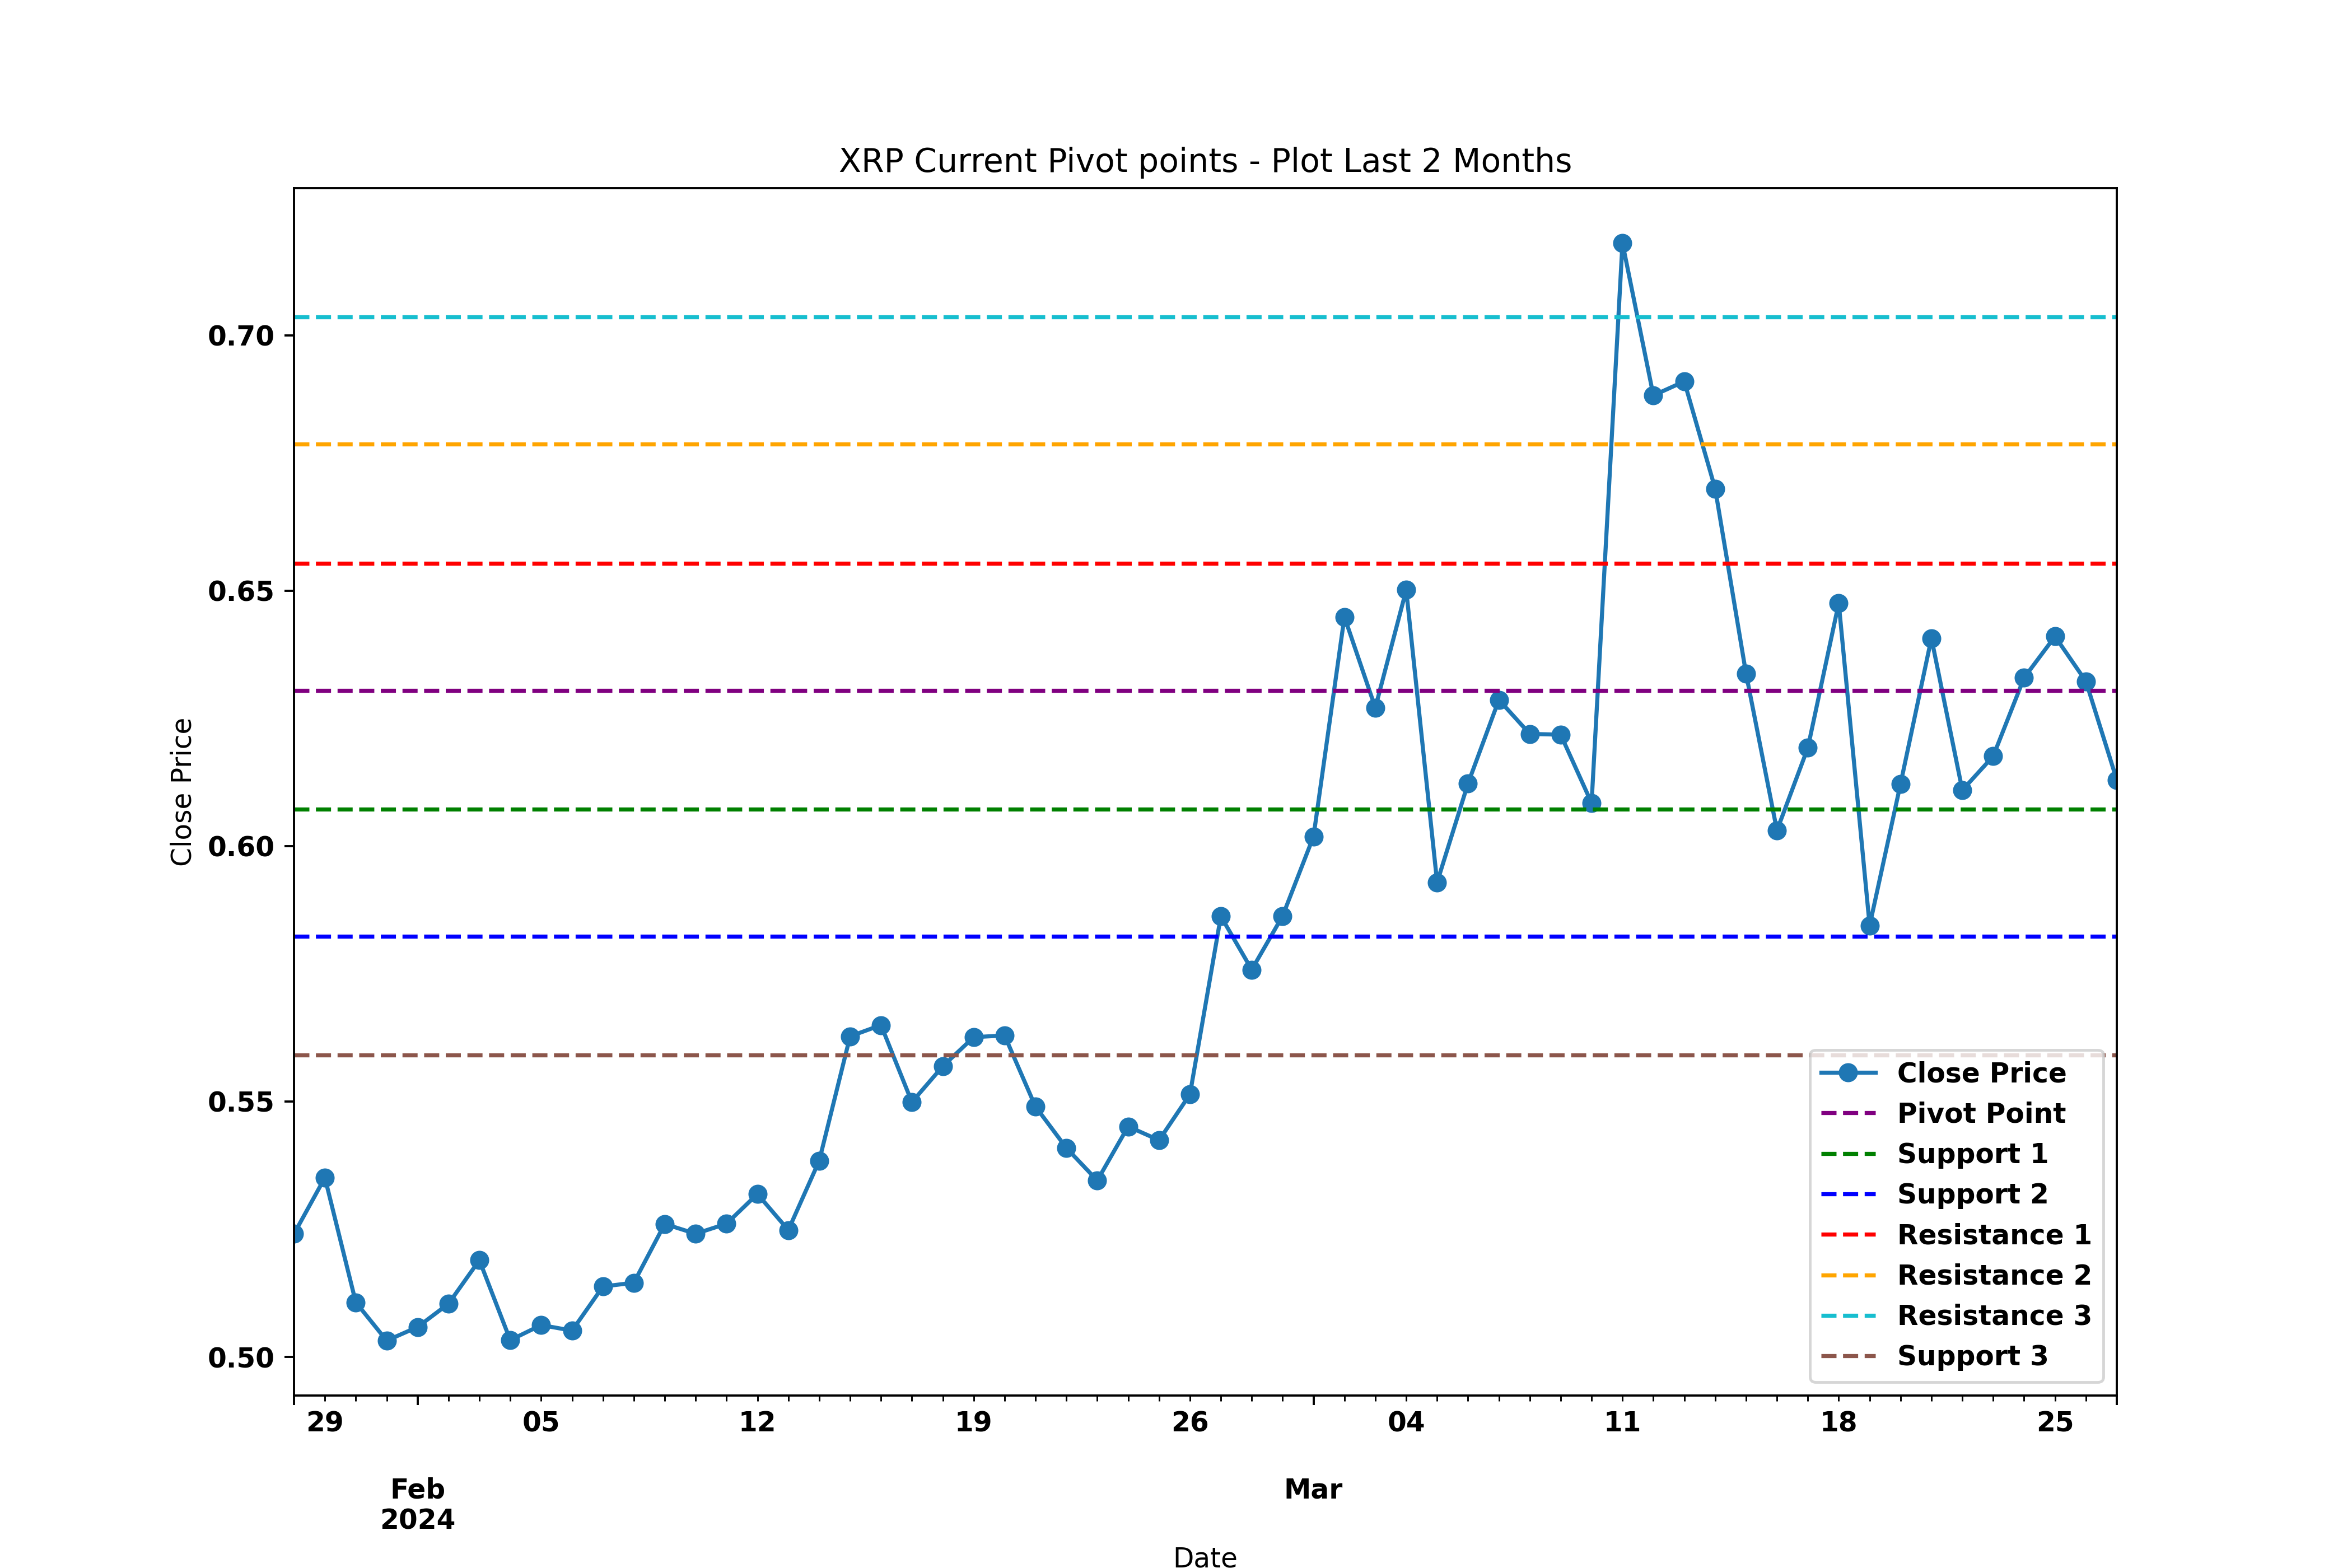 XRP Current Pivot points - Plot Last 2 Months
Close Price
0.70
0.65
0.60
0.55
0.50
Close Price
Pivot Point
Support 1
Support 2
Resistance 1
Resistance 2
Resistance 3
Support 3
29 05 12 19 26 04 11 18 25
Feb Mar
2024
Date